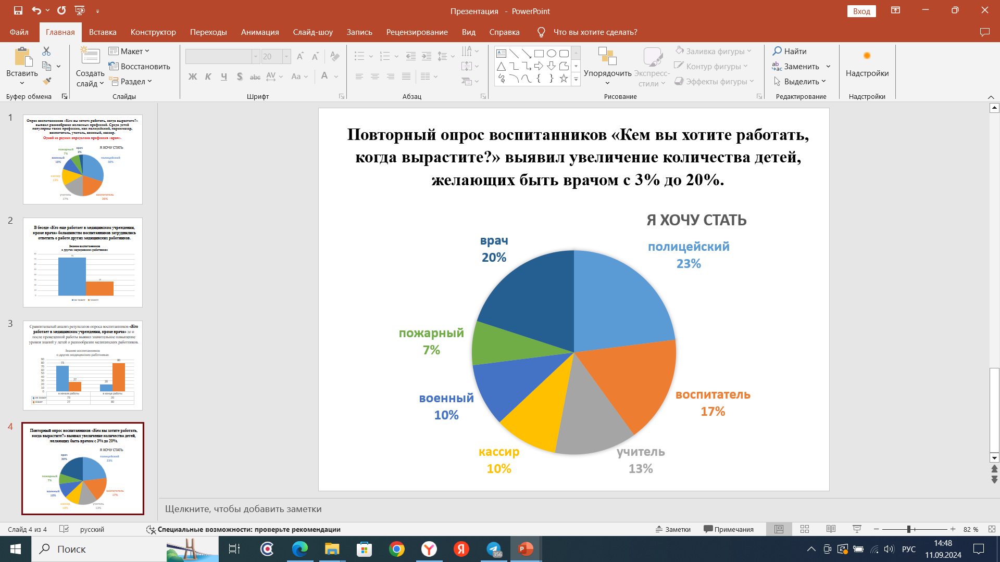 Презентация - PowerPoint
Вход
Файл
Главная
Вставка
Конструктор
Переходы
Анимация
Слайд-шоу
Запись
Рецензирование
Вид
Справка
Что вы хотите сделать?
Вставить
Буфер обмена
Создать
слайд
Макет
Восстановить
Раздел
Слайды
20
Ж К Ч S abc AV Aa А
Шрифт
Абзац
Упорядочить
Экспресс-
стили
Заливка фигуры
Контур фигуры
Эффекты фигуры
Рисование
Найти
Заменить
Выделить
Редактирование
Надстройки
Надстройки
1
Опрос воспитанников «Кем вы хотите работать, когда вырастите?»
выявил разнообразие желаемых профессий. Среди детей
популярны такие профессии, как полицейский, парикмахер,
воспитатель, учитель, военный, кассир.
Одной из редких определена профессия «врач».
Я ХОЧУ СТАТЬ
врач
3%
пожарный
7%
полицейский
30%
военный
10%
кассир
13%
учитель
17%
воспитатель
2
В беседе «Кто еще работает в медицинском учреждении,
кроме врача» большинство воспитанников затруднились
ответить о работе других медицинских работников.
Знание воспитанников
о других медицинских работниках
не знают знают
3
Сравнительный анализ результатов опроса воспитанников «Кто
работает в медицинском учреждении, кроме врача» до и
после проведенной работы выявил значительное повышение
уровня знаний у детей о разнообразии медицинских работников.
Знание воспитанников
о других медицинских работниках
90
80
70
60
50
40
30
20
10
0
73
27
20
80
в начале работы в конце работы
не знают 73 20
знают 27 80
4
Повторный опрос воспитанников «Кем вы хотите работать,
когда вырастите?» выявил увеличение количества детей,
желающих быть врачом с 3% до 20%.
Я ХОЧУ СТАТЬ
врач
20%
полицейский
23%
пожарный
7%
военный
10%
воспитатель
17%
кассир
10%
учитель
13%
Повторный опрос воспитанников «Кем вы хотите работать,
когда вырастите?» выявил увеличение количества детей,
желающих быть врачом с 3% до 20%.
Я ХОЧУ СТАТЬ
врач
20%
полицейский
23%
пожарный
7%
воспитатель
17%
военный
10%
кассир
10%
учитель
13%
Щелкните, чтобы добавить заметки
Слайд 4 из 4
русский
Специальные возможности: проверьте рекомендации
Заметки
Примечания
82 %
Поиск
356
РУС
14:48
11.09.2024